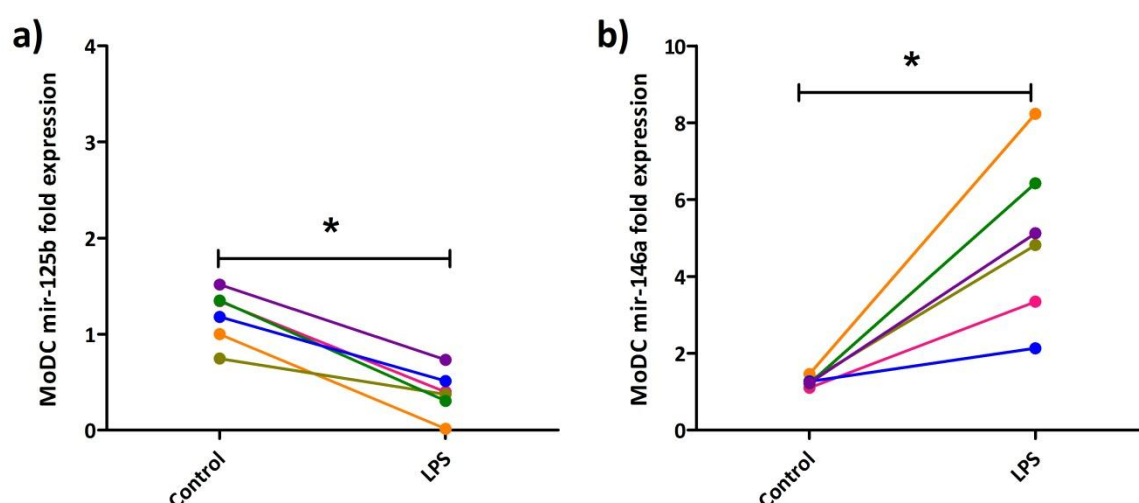 a)
MoDC mir-125b fold expression
4
3
2
1
0
*
Control
LPS
b)
MoDC mir-146a fold expression
10
8
6
4
2
0
*
Control
LPS